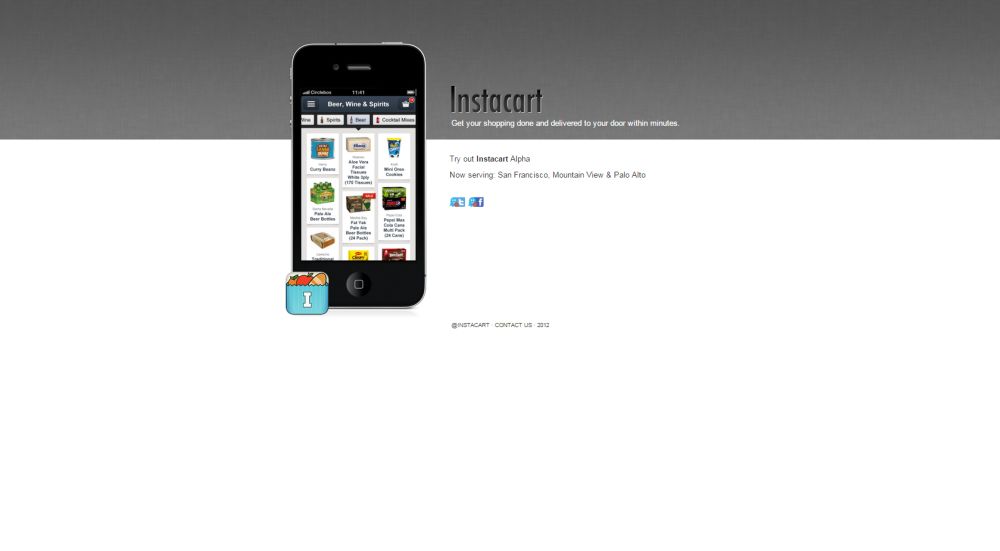 Circlebox
11:41
Beer, Wine & Spirits
Wine
Spirits
Beer
Cocktail Mixes
Curry Beans
Aloe Vera
Facial
Tissues
White 3ply
(170 Tissues)
Mini Oreo
Cookies
Pale Ale
Beer Bottles
SALE
Fat Yak
Pale Ale
Beer Bottles
(24 Pack)
Pepsi Max
Cola Cans
Multi Pack
(24 Cans)
Traditional
I
Instacart
Get your shopping done and delivered to your door within minutes.
Try out Instacart Alpha
Now serving: San Francisco, Mountain View & Palo Alto
@INSTACART · CONTACT US · 2012